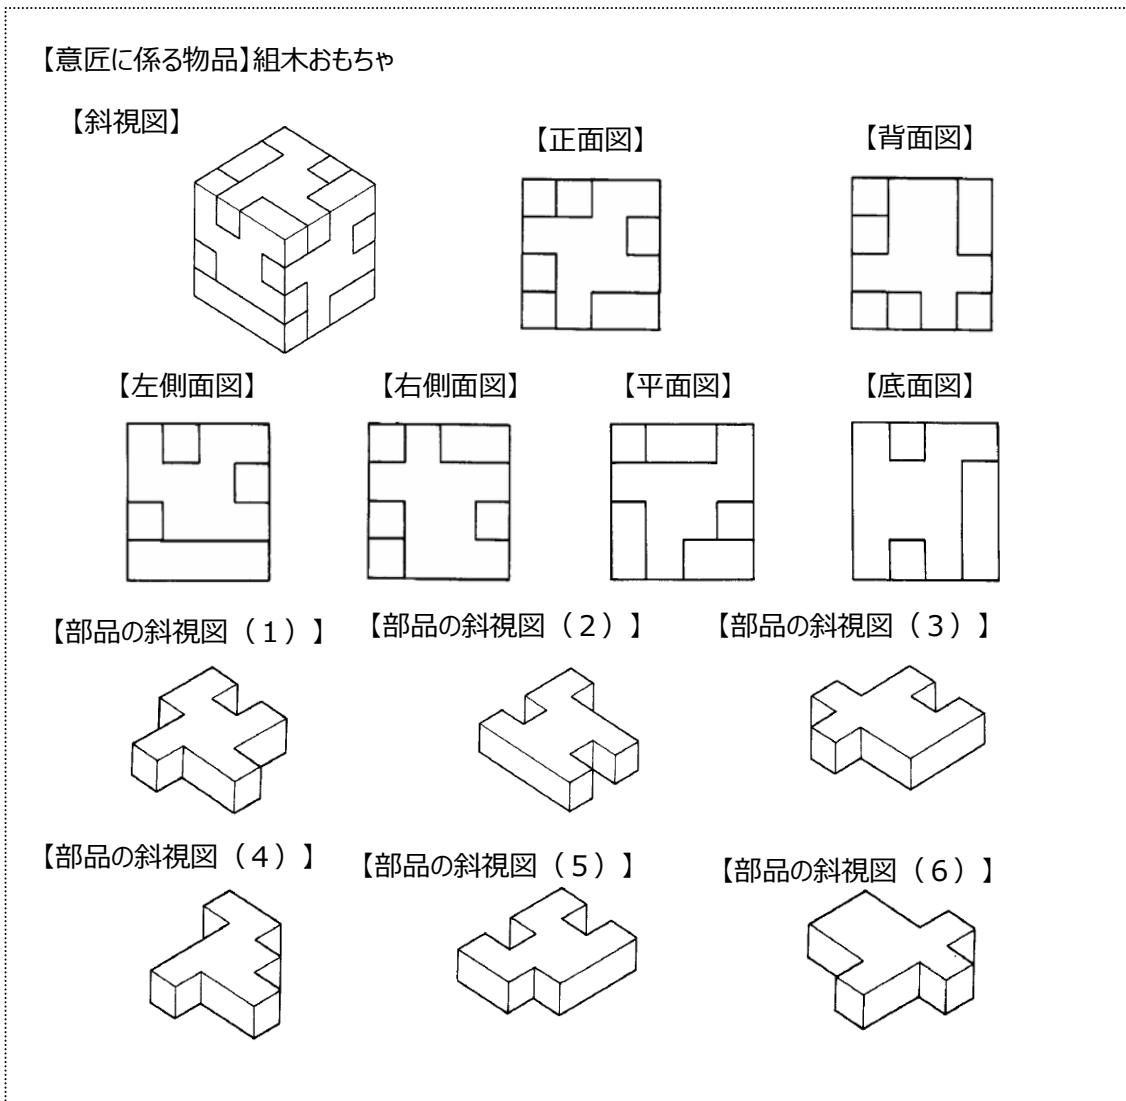 【意匠に係る物品】組木おもちゃ
【斜視図】
【正面図】
【背面図】
【左側面図】
【右側面図】
【平面図】
【底面図】
【部品の斜視図（１）】
【部品の斜視図（２）】
【部品の斜視図（３）】
【部品の斜視図（４）】
【部品の斜視図（５）】
【部品の斜視図（６）】